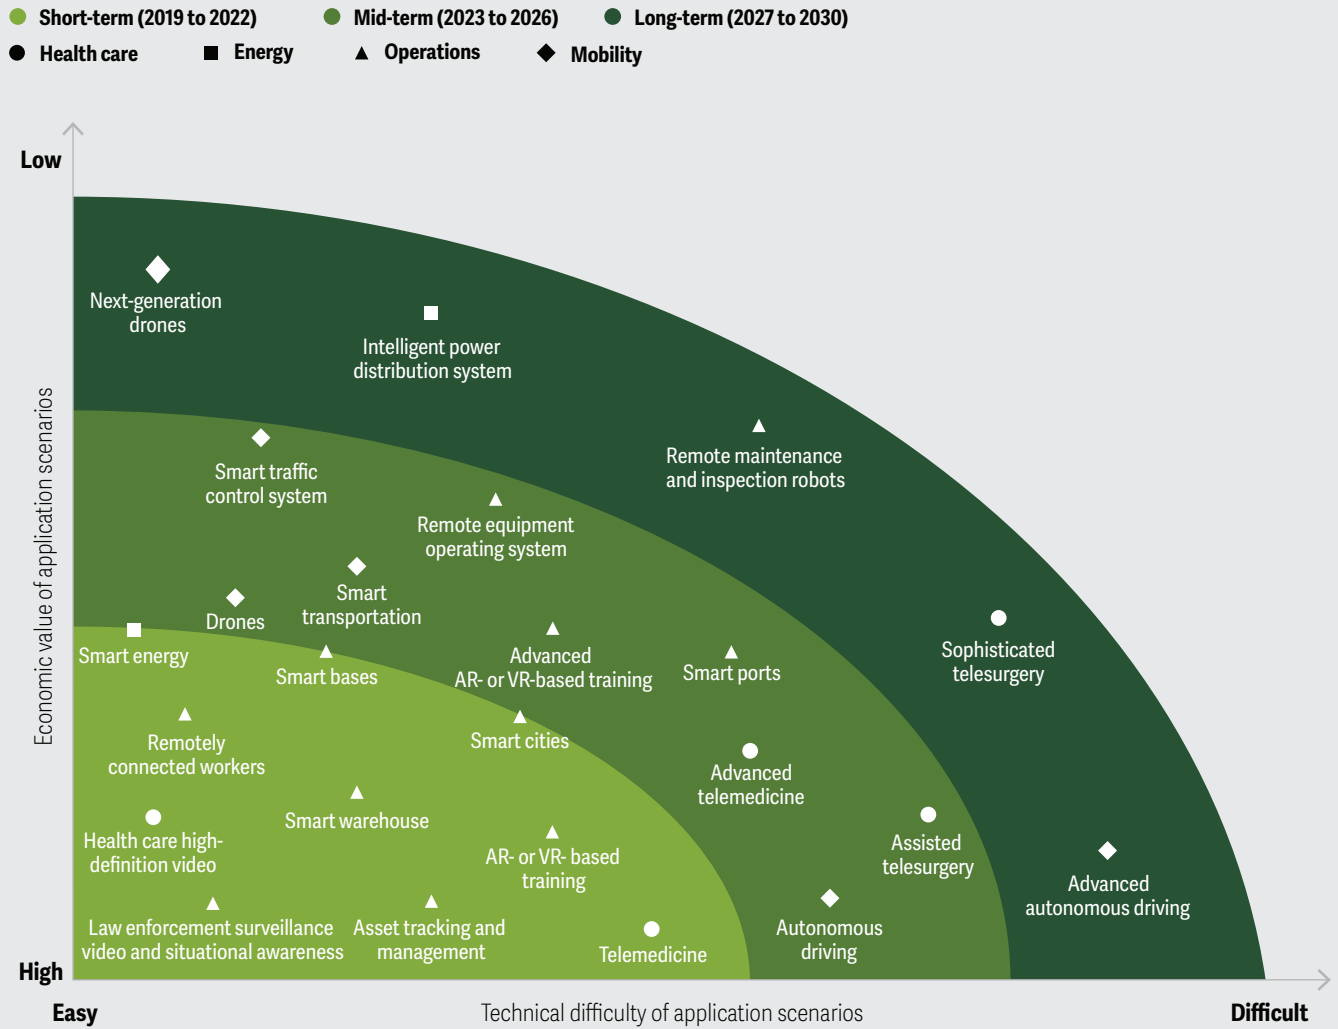 Short-term (2019 to 2022)
Mid-term (2023 to 2026)
Long-term (2027 to 2030)
Health care
Energy
Operations
Mobility
Low
Economic value of application scenarios
High
Next-generation
drones
Intelligent power
distribution system
Remote maintenance
and inspection robots
Smart traffic
control system
Remote equipment
operating system
Smart
transportation
Drones
Smart energy
Smart bases
Advanced
AR- or VR-based training
Smart ports
Sophisticated
telesurgery
Remotely
connected workers
Smart cities
Advanced
telemedicine
Smart warehouse
Health care high-
definition video
AR- or VR- based
training
Assisted
telesurgery
Advanced
autonomous driving
Law enforcement surveillance
video and situational awareness
Asset tracking and
management
Telemedicine
Autonomous
driving
Easy
Technical difficulty of application scenarios
Difficult